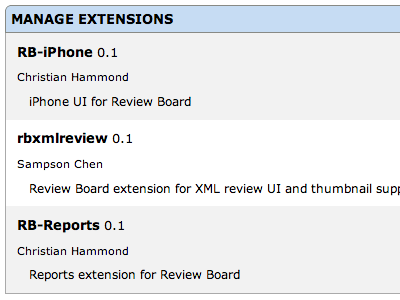 MANAGE EXTENSIONS
RB-iPhone 0.1
Christian Hammond
iPhone UI for Review Board
rbxmlreview 0.1
Sampson Chen
Review Board extension for XML review UI and thumbnail
RB-Reports 0.1
Christian Hammond
Reports extension for Review Board